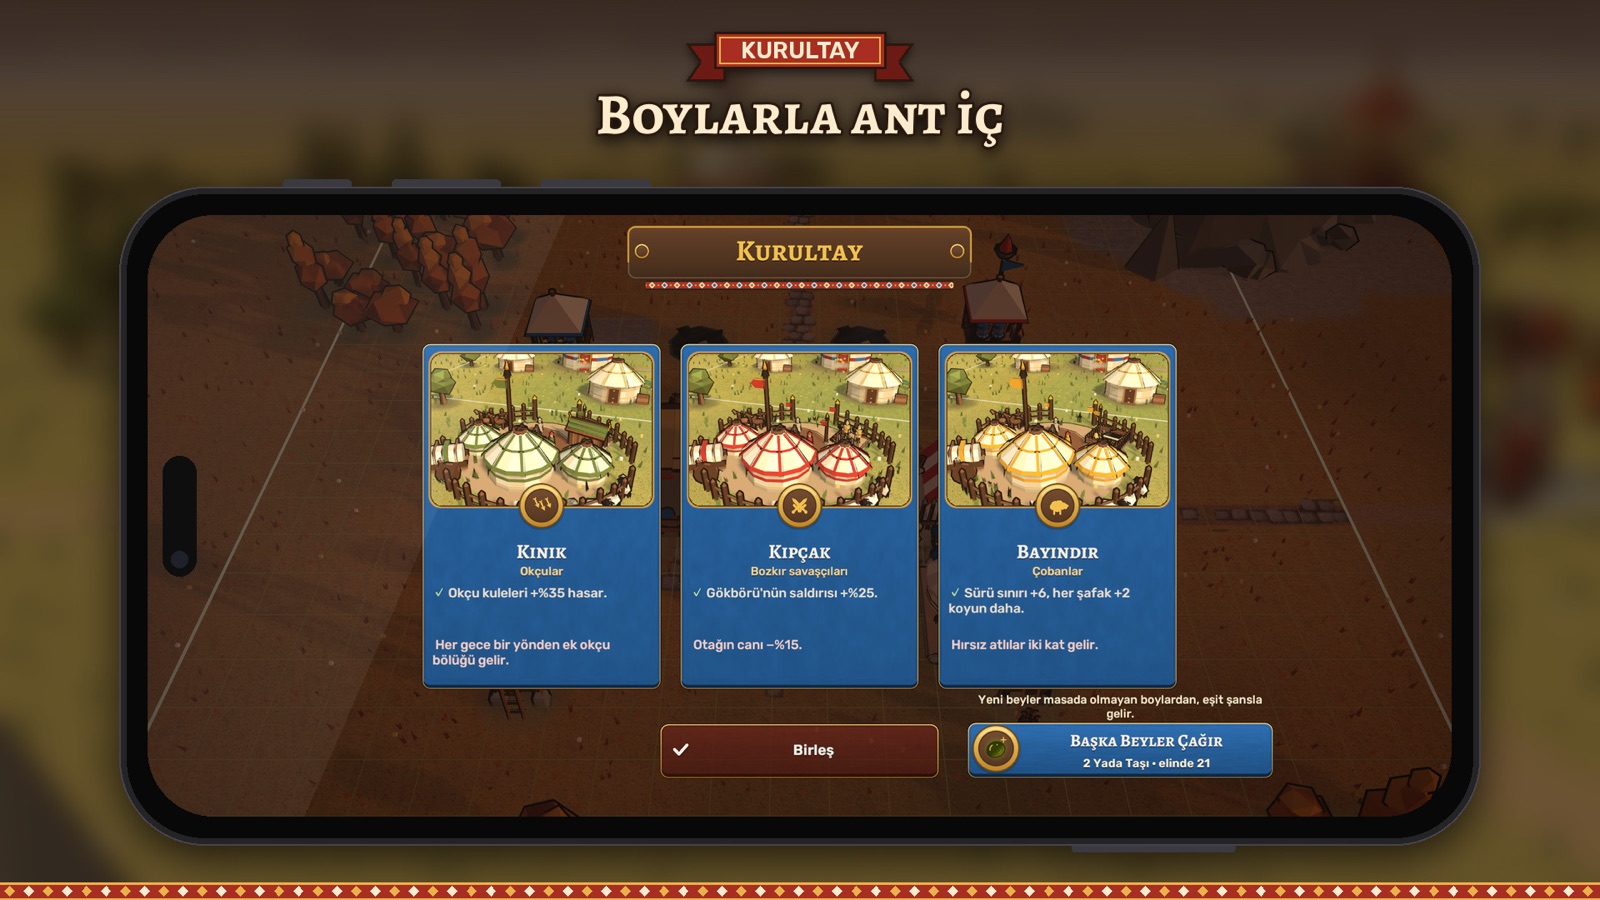 KURULTAY
BOYLARLA ANT İÇ
KURULTAY
KINIK
Okçular
✓ Okçu kuleleri +%35 hasar.
Her gece bir yönden ek okçu
bölüğü gelir.
KIPÇAK
Bozkır savaşçıları
✓ Gökbörü'nün saldırısı +%25.
Otağın canı −%15.
BAYINDIR
Çobanlar
✓ Sürü sınırı +6, her şafak +2
koyun daha.
Hırsız atlılar iki kat gelir.
Yeni beyler masada olmayan boylardan, eşit şansla
gelir.
✓ Birleş
BAŞKA BEYLER ÇAĞIR
2 Yada Taşı • elinde 21